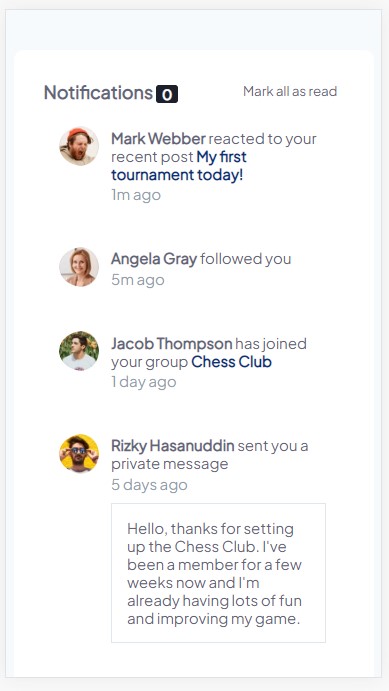 Notifications 0 Mark all as read
Mark Webber reacted to your
recent post My first
tournament today!
1m ago
Angela Gray followed you
5m ago
Jacob Thompson has joined
your group Chess Club
1 day ago
Rizky Hasanuddin sent you a
private message
5 days ago
Hello, thanks for setting
up the Chess Club. I've
been a member for a few
weeks now and I'm
already having lots of fun
and improving my game.